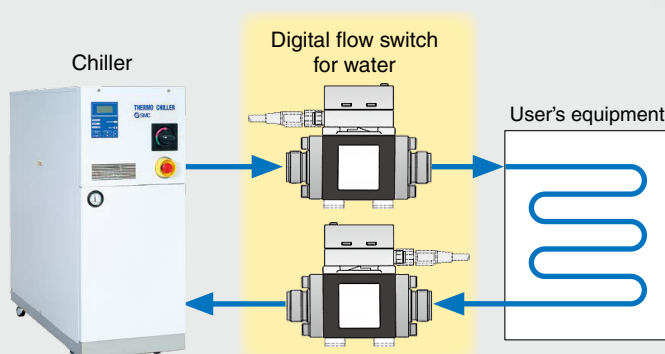 Chiller
Digital flow switch
for water
User's equipment
THERMO CHILLER
SMC